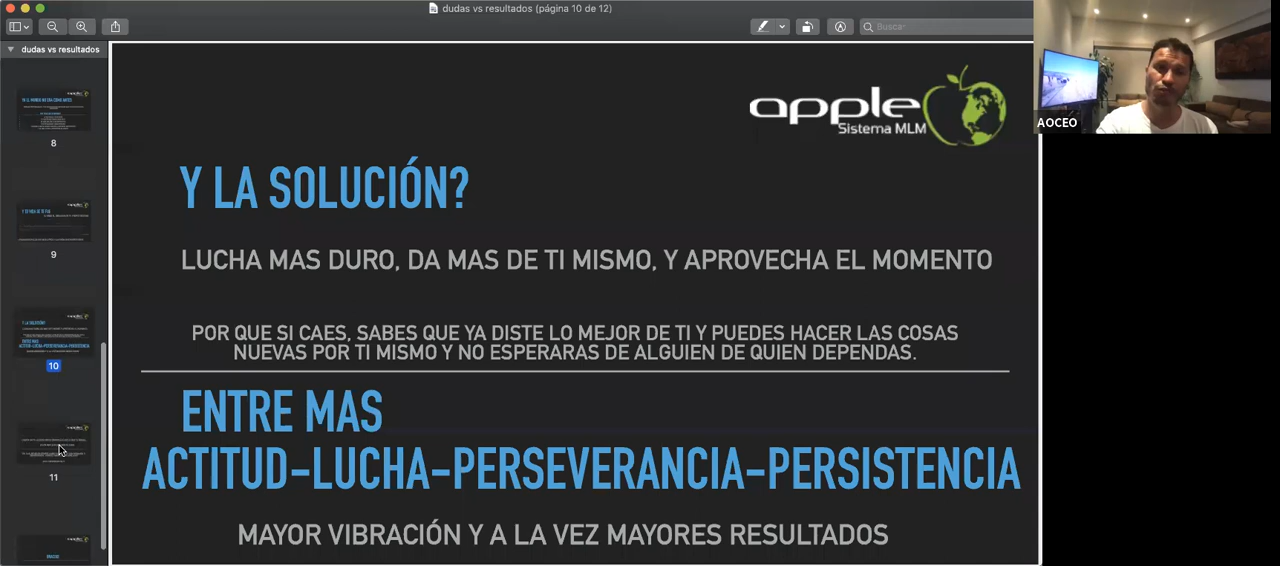 dudas vs resultados (página 10 de 12)
Buscar
dudas vs resultados
8
9
10
11
AOCEO
apple
Sistema MLM
Y LA SOLUCIÓN?
LUCHA MAS DURO, DA MAS DE TI MISMO, Y APROVECHA EL MOMENTO
POR QUE SI CAES, SABES QUE YA DISTE LO MEJOR DE TI Y PUEDES HACER LAS COSAS
NUEVAS POR TI MISMO Y NO ESPERARAS DE ALGUIEN DE QUIEN DEPENDAS.
ENTRE MAS
ACTITUD-LUCHA-PERSEVERANCIA-PERSISTENCIA
MAYOR VIBRACIÓN Y A LA VEZ MAYORES RESULTADOS